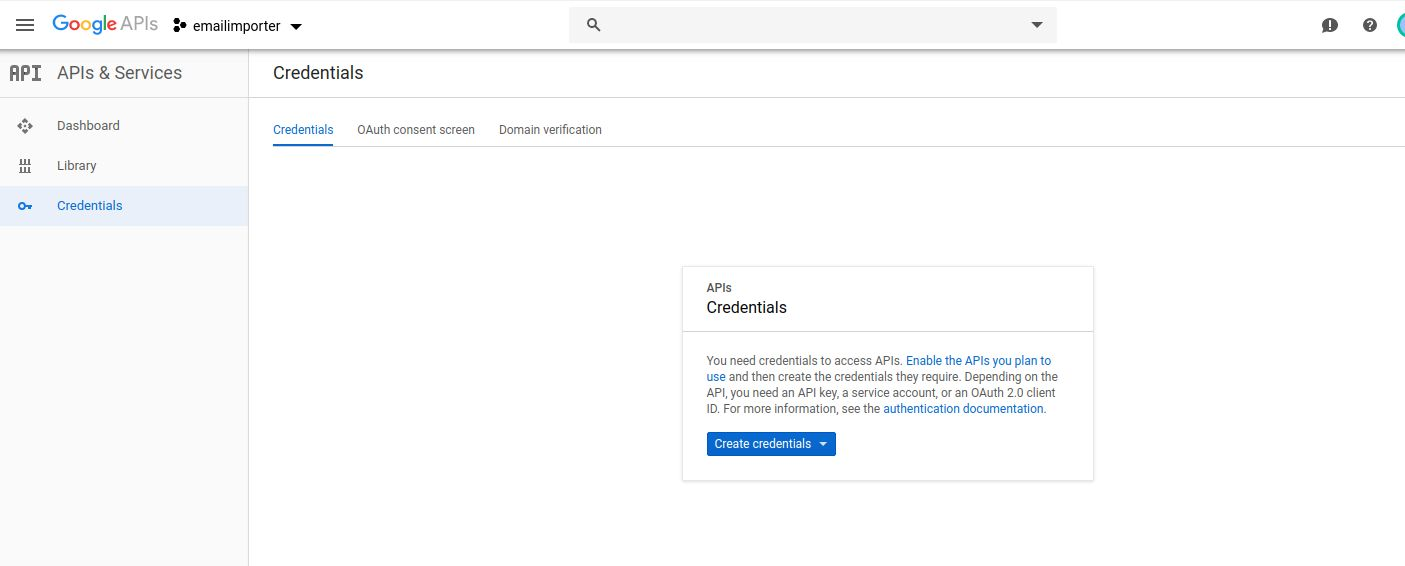 Google APIs emailimporter
API APIs & Services Credentials
Dashboard
Library
Credentials
Credentials OAuth consent screen Domain verification
APIs
Credentials
You need credentials to access APIs. Enable the APIs you plan to
use and then create the credentials they require. Depending on the
API, you need an API key, a service account, or an OAuth 2.0 client
ID. For more information, see the authentication documentation.
Create credentials